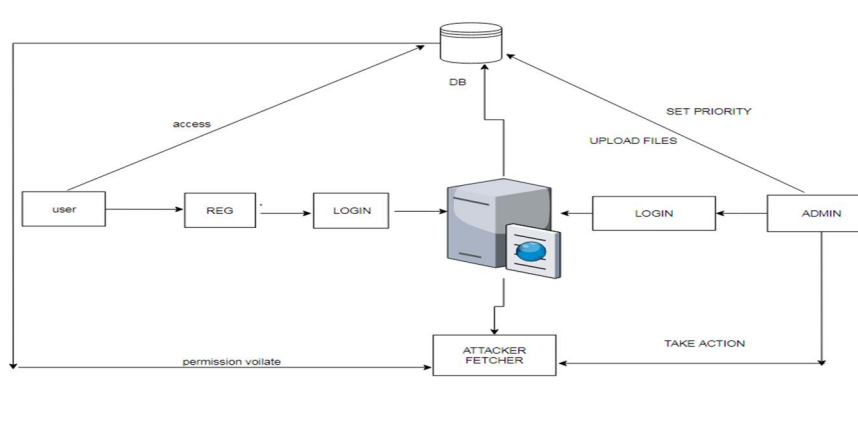 DB
SET PRIORITY
access
UPLOAD FILES
user
REG
LOGIN
LOGIN
ADMIN
TAKE ACTION
ATTACKER
FETCHER
permission voilate